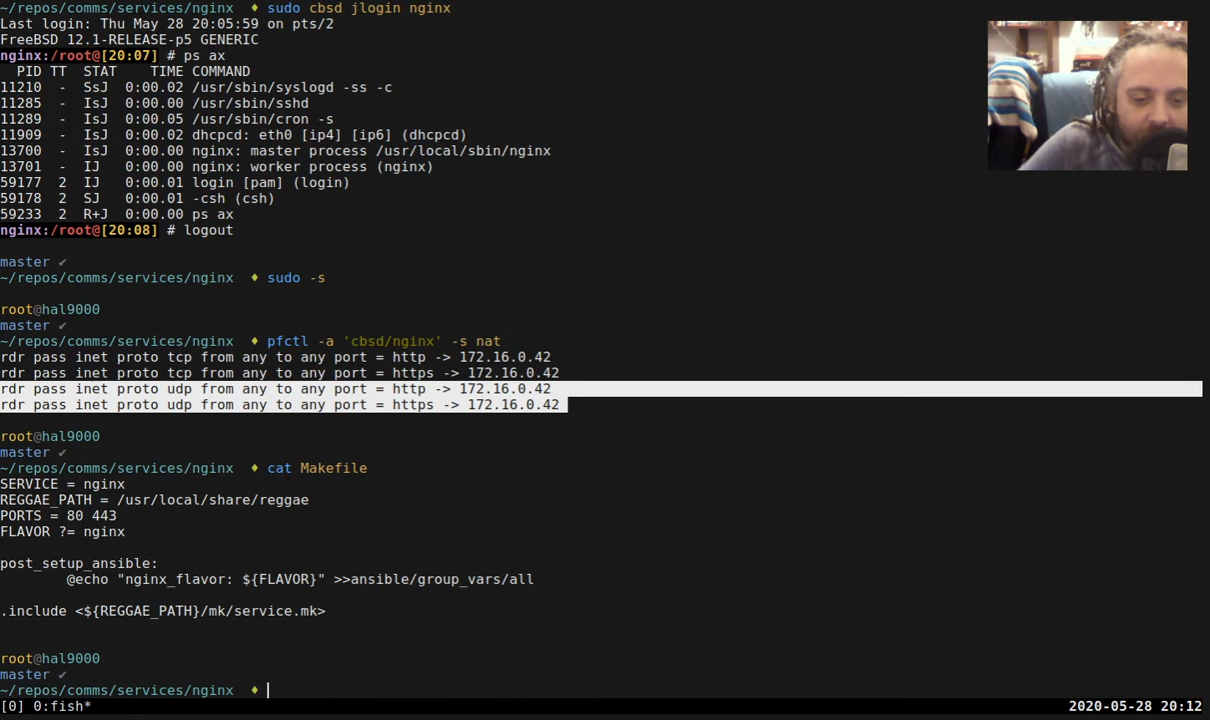 ~/repos/comms/services/nginx  ♦ sudo cbsd jlogin nginx
Last login: Thu May 28 20:05:59 on pts/2
FreeBSD 12.1-RELEASE-p5 GENERIC
nginx:/root@[20:07] # ps ax
  PID TT  STAT    TIME COMMAND
11210  -  SsJ  0:00.02 /usr/sbin/syslogd -ss -c
11285  -  IsJ  0:00.00 /usr/sbin/sshd
11289  -  IsJ  0:00.05 /usr/sbin/cron -s
11909  -  IsJ  0:00.02 dhcpcd: eth0 [ip4] [ip6] (dhcpcd)
13700  -  IsJ  0:00.00 nginx: master process /usr/local/sbin/nginx
13701  -  IJ   0:00.00 nginx: worker process (nginx)
59177  2  IJ   0:00.01 login [pam] (login)
59178  2  SJ   0:00.01 -csh (csh)
59233  2  R+J  0:00.00 ps ax
nginx:/root@[20:08] # logout
master ✔
~/repos/comms/services/nginx  ♦ sudo -s
root@hal9000
master ✔
~/repos/comms/services/nginx  ♦ pfctl -a 'cbsd/nginx' -s nat
rdr pass inet proto tcp from any to any port = http -> 172.16.0.42
rdr pass inet proto tcp from any to any port = https -> 172.16.0.42
rdr pass inet proto udp from any to any port = http -> 172.16.0.42
rdr pass inet proto udp from any to any port = https -> 172.16.0.42
root@hal9000
master ✔
~/repos/comms/services/nginx  ♦ cat Makefile
SERVICE = nginx
REGGAE_PATH = /usr/local/share/reggae
PORTS = 80 443
FLAVOR ?= nginx
post_setup_ansible:
        @echo "nginx_flavor: ${FLAVOR}" >>ansible/group_vars/all
.include <${REGGAE_PATH}/mk/service.mk>
root@hal9000
master ✔
~/repos/comms/services/nginx  ♦
[0] 0:fish* 2020-05-28 20:12